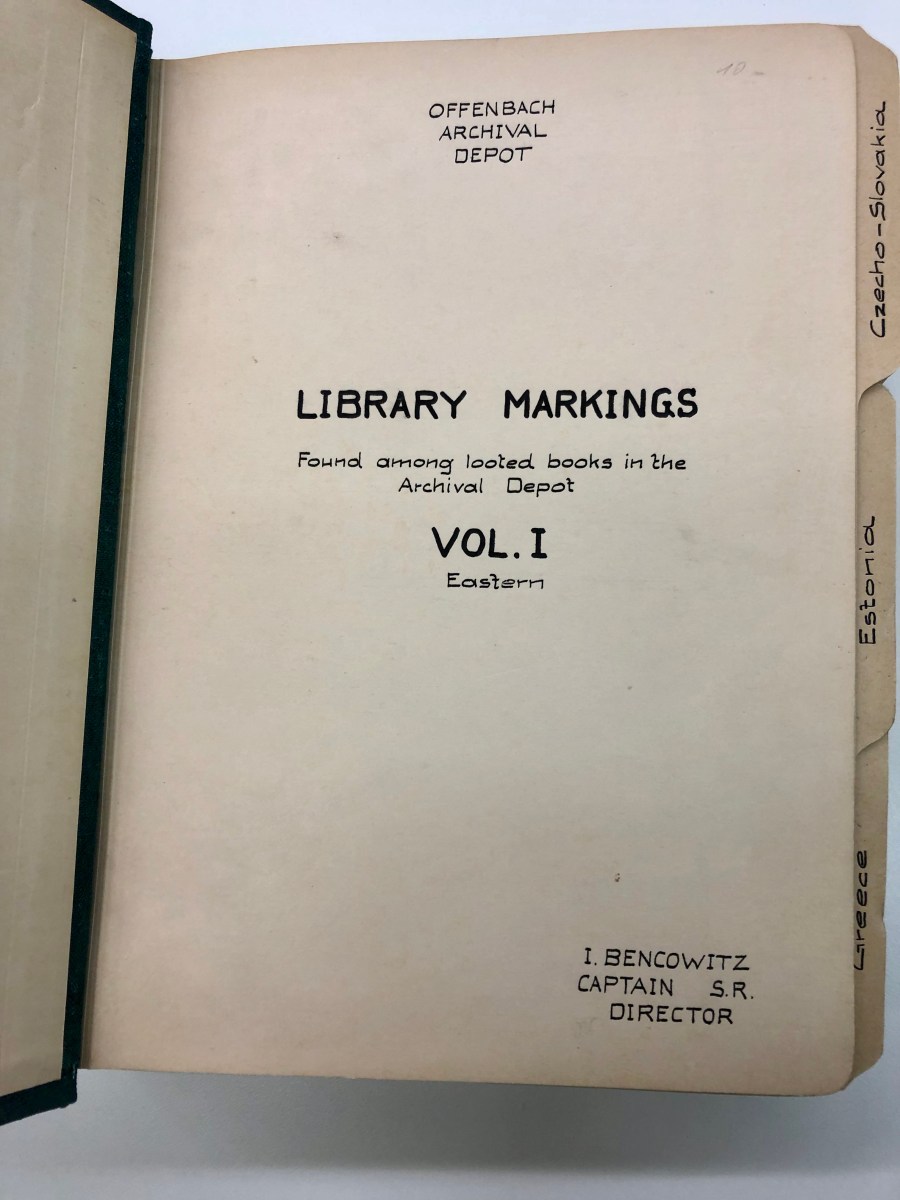 10-
OFFENBACH
ARCHIVAL
DEPOT
LIBRARY MARKINGS
Found among looted books in the
Archival Depot
VOL. I
Eastern
I. BENCOWITZ
CAPTAIN S.R.
DIRECTOR
Czecho-Slovakia
Estonia
Greece